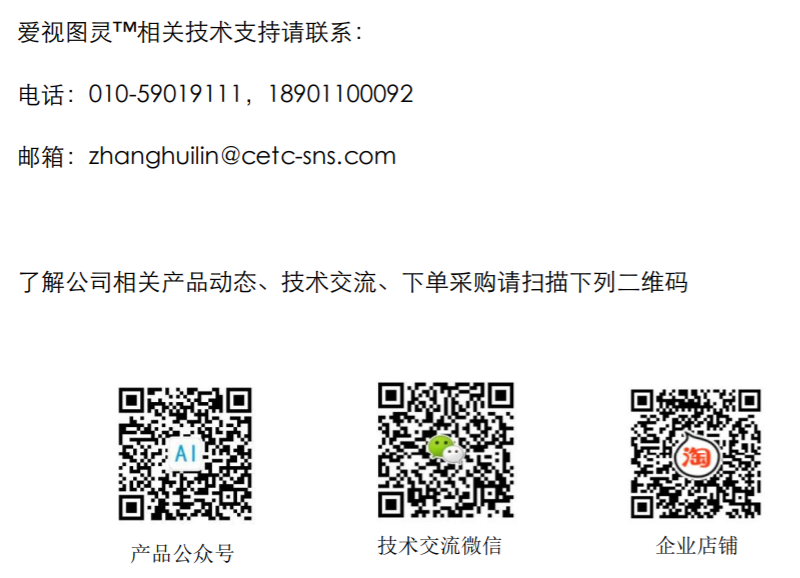 爱视图灵™相关技术支持请联系：
电话：010-59019111，18901100092
邮箱：zhanghuilin@cetc-sns.com
了解公司相关产品动态、技术交流、下单采购请扫描下列二维码
AI
淘
产品公众号
技术交流微信
企业店铺